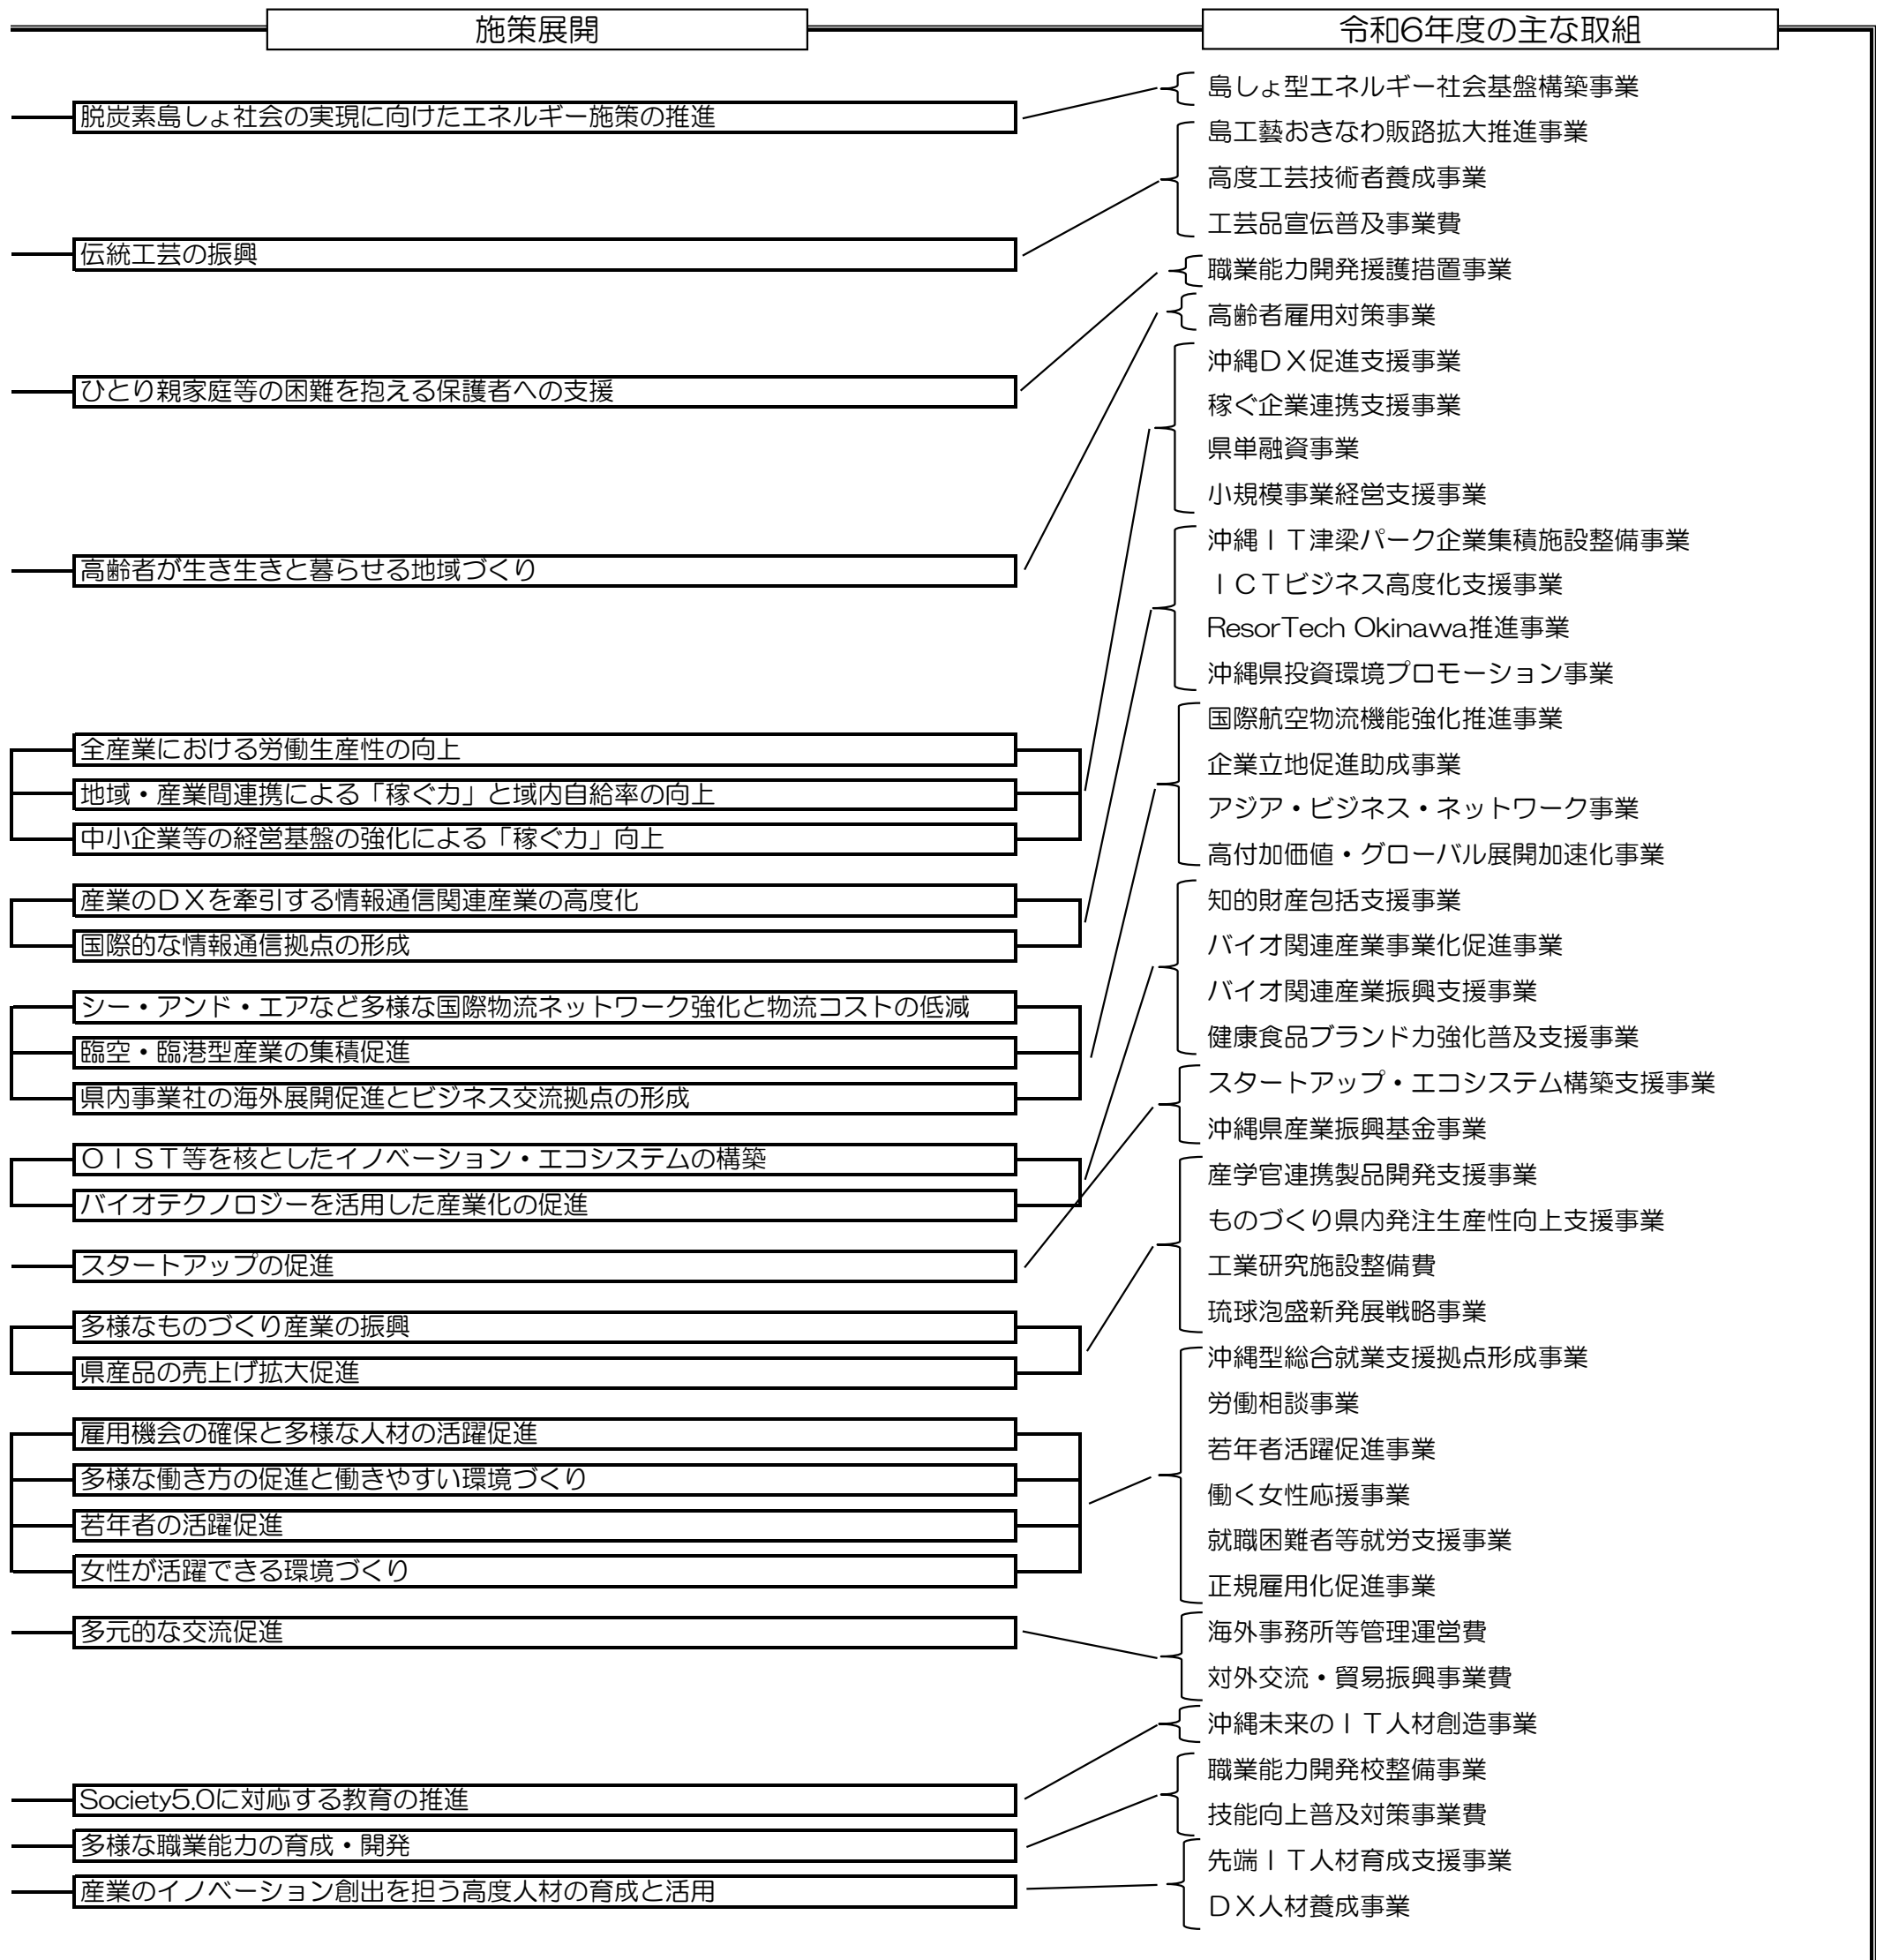 施策展開
令和6年度の主な取組
脱炭素島しょ社会の実現に向けたエネルギー施策の推進
伝統工芸の振興
ひとり親家庭等の困難を抱える保護者への支援
高齢者が生き生きと暮らせる地域づくり
全産業における労働生産性の向上
地域・産業間連携による「稼ぐ力」と域内自給率の向上
中小企業等の経営基盤の強化による「稼ぐ力」向上
産業のDXを牽引する情報通信関連産業の高度化
国際的な情報通信拠点の形成
シー・アンド・エアなど多様な国際物流ネットワーク強化と物流コストの低減
臨空・臨港型産業の集積促進
県内事業社の海外展開促進とビジネス交流拠点の形成
OIST等を核としたイノベーション・エコシステムの構築
バイオテクノロジーを活用した産業化の促進
スタートアップの促進
多様なものづくり産業の振興
県産品の売上げ拡大促進
雇用機会の確保と多様な人材の活躍促進
多様な働き方の促進と働きやすい環境づくり
若年者の活躍促進
女性が活躍できる環境づくり
多元的な交流促進
Society5.0に対応する教育の推進
多様な職業能力の育成・開発
産業のイノベーション創出を担う高度人材の育成と活用
島しょ型エネルギー社会基盤構築事業
島工藝おきなわ販路拡大推進事業
高度工芸技術者養成事業
工芸品宣伝普及事業費
職業能力開発援護措置事業
高齢者雇用対策事業
沖縄DX促進支援事業
稼ぐ企業連携支援事業
県単融資事業
小規模事業経営支援事業
沖縄IT津梁パーク企業集積施設整備事業
ICTビジネス高度化支援事業
ResorTech Okinawa推進事業
沖縄県投資環境プロモーション事業
国際航空物流機能強化推進事業
企業立地促進助成事業
アジア・ビジネス・ネットワーク事業
高付加価値・グローバル展開加速化事業
知的財産包括支援事業
バイオ関連産業事業化促進事業
バイオ関連産業振興支援事業
健康食品ブランド力強化普及支援事業
スタートアップ・エコシステム構築支援事業
沖縄県産業振興基金事業
産学官連携製品開発支援事業
ものづくり県内発注生産性向上支援事業
工業研究施設整備費
琉球泡盛新発展戦略事業
沖縄型総合就業支援拠点形成事業
労働相談事業
若年者活躍促進事業
働く女性応援事業
就職困難者等就労支援事業
正規雇用化促進事業
海外事務所等管理運営費
対外交流・貿易振興事業費
沖縄未来のIT人材創造事業
職業能力開発校整備事業
技能向上普及対策事業費
先端IT人材育成支援事業
DX人材養成事業